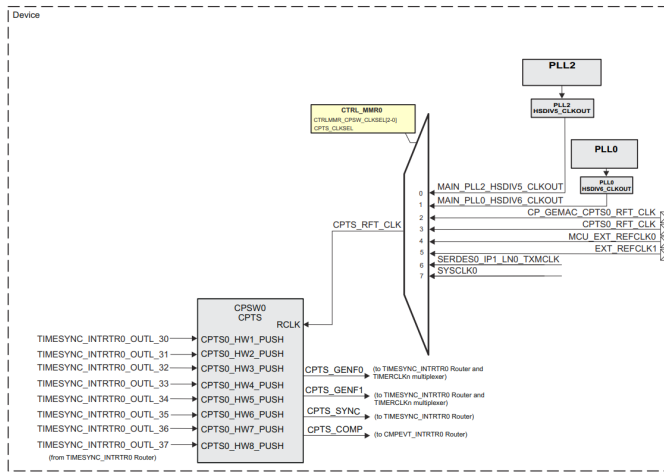 Device
PLL2
PLL2
HSDIV5_CLKOUT
CTRL_MMR0
CTRLMMR_CPSW_CLKSEL[2-0]
CPTS_CLKSEL
PLL0
PLL0
HSDIV6_CLKOUT
0 MAIN_PLL2_HSDIV5_CLKOUT
1 MAIN_PLL0_HSDIV6_CLKOUT
2 CP_GEMAC_CPTS0_RFT_CLK
CPTS_RFT_CLK
3 CPTS0_RFT_CLK
4 MCU_EXT_REFCLK0
5 EXT_REFCLK1
6 SERDES0_IP1_LN0_TXMCLK
7 SYSCLK0
CPSW0
CPTS
RCLK
TIMESYNC_INTRTR0_OUTL_30 CPTS0_HW1_PUSH
TIMESYNC_INTRTR0_OUTL_31 CPTS0_HW2_PUSH
TIMESYNC_INTRTR0_OUTL_32 CPTS0_HW3_PUSH
TIMESYNC_INTRTR0_OUTL_33 CPTS0_HW4_PUSH
TIMESYNC_INTRTR0_OUTL_34 CPTS0_HW5_PUSH
TIMESYNC_INTRTR0_OUTL_35 CPTS0_HW6_PUSH
TIMESYNC_INTRTR0_OUTL_36 CPTS0_HW7_PUSH
TIMESYNC_INTRTR0_OUTL_37 CPTS0_HW8_PUSH
(from TIMESYNC_INTRTR0 Router)
CPTS_GENF0 (to TIMESYNC_INTRTR0 Router and
TIMERCLKn multiplexer)
CPTS_GENF1 (to TIMESYNC_INTRTR0 Router and
TIMERCLKn multiplexer)
CPTS_SYNC (to TIMESYNC_INTRTR0 Router)
CPTS_COMP (to CMPEVT_INTRTR0 Router)